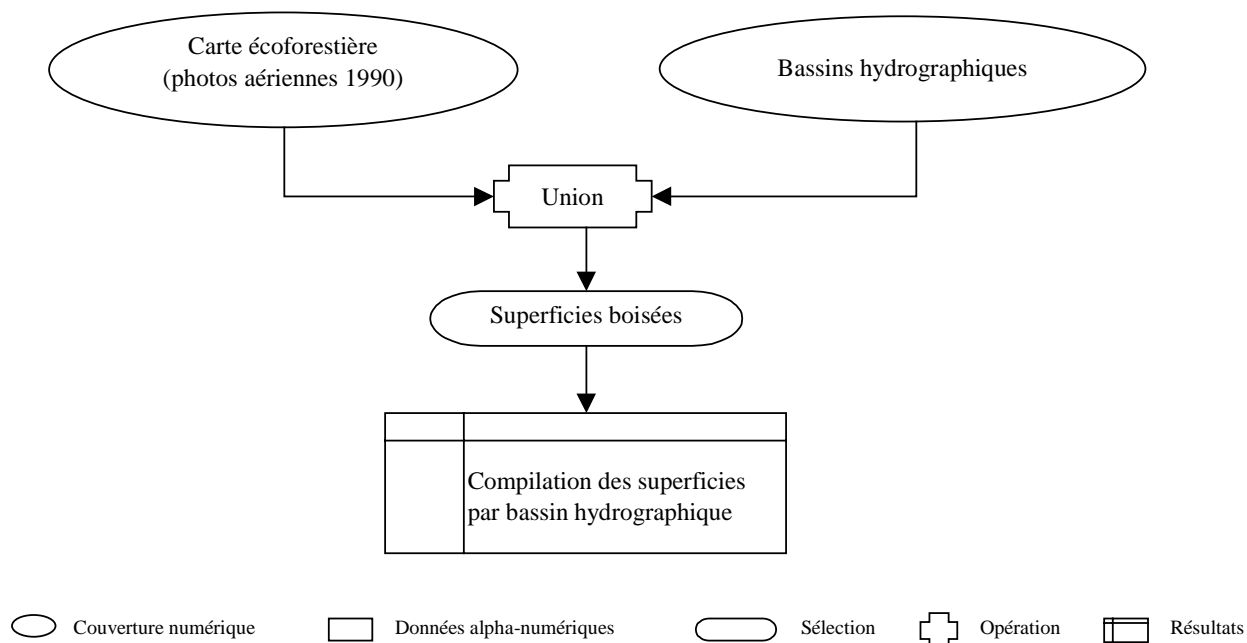 Carte écoforestière
(photos aériennes 1990)
Bassins hydrographiques
Union
Superficies boisées
Compilation des superficies
par bassin hydrographique
Couverture numérique
Données alpha-numériques
Sélection
Opération
Résultats